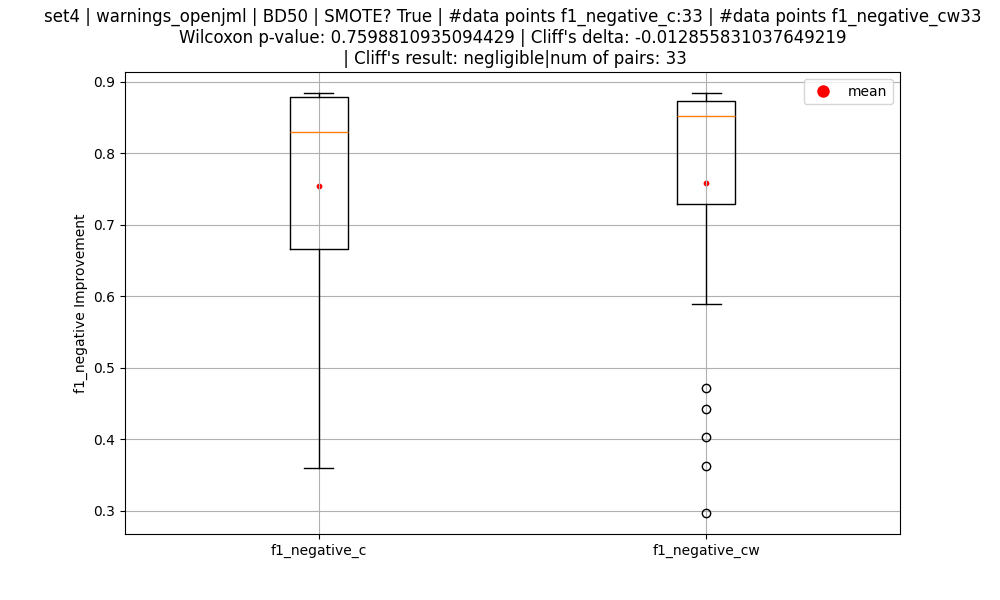 set4 | warnings_openjml | BD50 | SMOTE? True | #data points f1_negative_c:33 | #data points f1_negative_cw33
Wilcoxon p-value: 0.7598810935094429 | Cliff's delta: -0.012855831037649219
| Cliff's result: negligible|num of pairs: 33
mean
0.9
0.8
0.7
0.6
0.5
0.4
0.3
f1_negative Improvement
f1_negative_c
f1_negative_cw